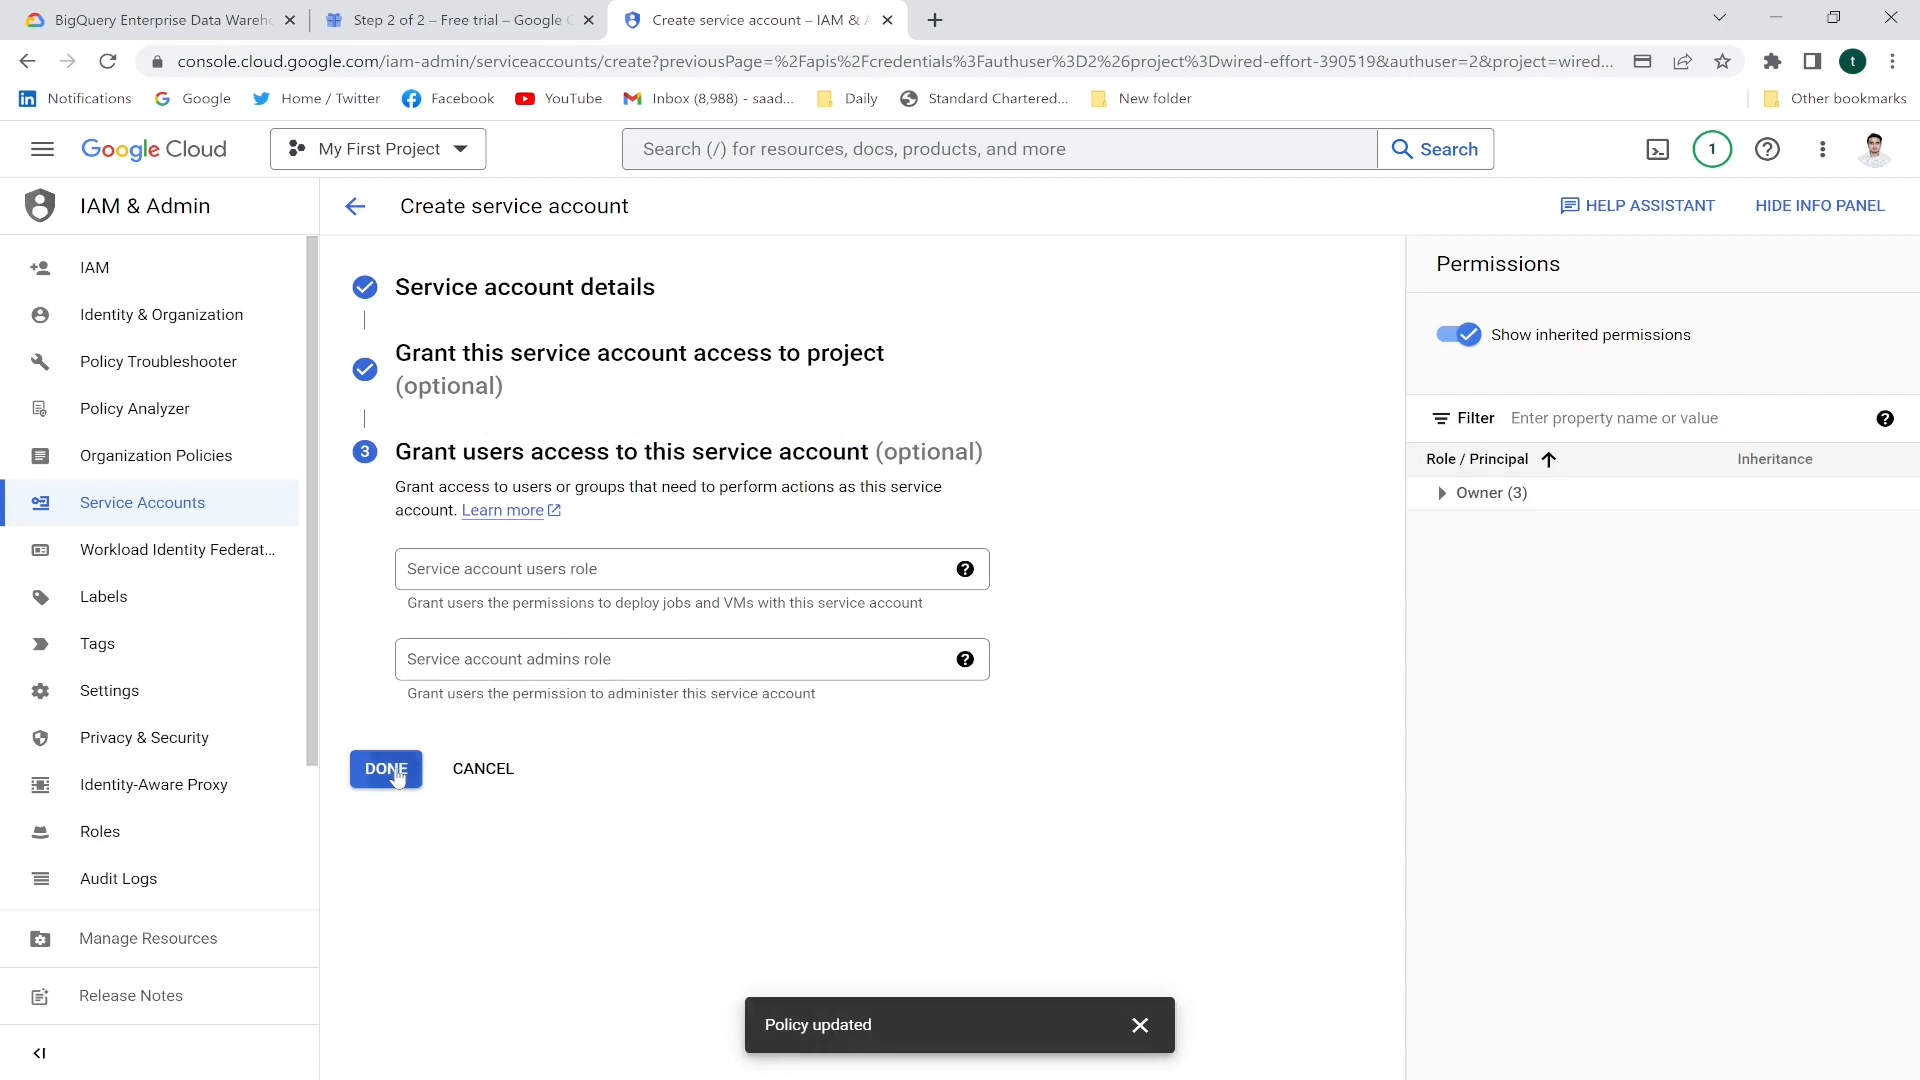 BigQuery Enterprise Data Wareh
Step 2 of 2 – Free trial – Google C
Create service account – IAM & A
console.cloud.google.com/iam-admin/serviceaccounts/create?previousPage=%2Fapis%2Fcredentials%3Fauthuser%3D2%26project%3Dwired-effort-390519&authuser=2&project=wired...
t
Notifications
Google
Home / Twitter
Facebook
YouTube
Inbox (8,988) - saad...
Daily
Standard Chartered...
New folder
Other bookmarks
Google Cloud
My First Project
Search (/) for resources, docs, products, and more
Search
1
IAM & Admin
Create service account
HELP ASSISTANT
HIDE INFO PANEL
IAM
Identity & Organization
Policy Troubleshooter
Policy Analyzer
Organization Policies
Service Accounts
Workload Identity Federat...
Labels
Tags
Settings
Privacy & Security
Identity-Aware Proxy
Roles
Audit Logs
Manage Resources
Release Notes
Service account details
Grant this service account access to project
(optional)
3
Grant users access to this service account (optional)
Grant access to users or groups that need to perform actions as this service
account. Learn more
Service account users role
Grant users the permissions to deploy jobs and VMs with this service account
Service account admins role
Grant users the permission to administer this service account
DONE
CANCEL
Permissions
Show inherited permissions
Filter
Enter property name or value
Role / Principal
Inheritance
Owner (3)
Policy updated